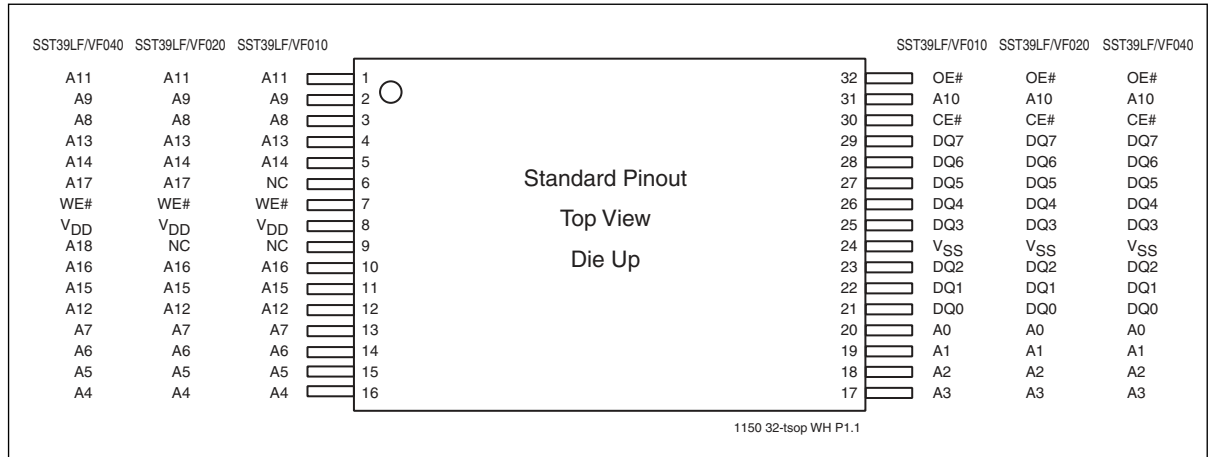 SST39LF/VF040 SST39LF/VF020 SST39LF/VF010 SST39LF/VF010 SST39LF/VF020 SST39LF/VF040
A11 A11 A11 1 32 OE# OE# OE#
A9 A9 A9 2 31 A10 A10 A10
A8 A8 A8 3 30 CE# CE# CE#
A13 A13 A13 4 29 DQ7 DQ7 DQ7
A14 A14 A14 5 28 DQ6 DQ6 DQ6
A17 A17 NC 6 27 DQ5 DQ5 DQ5
WE# WE# WE# 7 26 DQ4 DQ4 DQ4
VDD VDD VDD 8 25 DQ3 DQ3 DQ3
A18 NC NC 9 24 VSS VSS VSS
A16 A16 A16 10 23 DQ2 DQ2 DQ2
A15 A15 A15 11 22 DQ1 DQ1 DQ1
A12 A12 A12 12 21 DQ0 DQ0 DQ0
A7 A7 A7 13 20 A0 A0 A0
A6 A6 A6 14 19 A1 A1 A1
A5 A5 A5 15 18 A2 A2 A2
A4 A4 A4 16 17 A3 A3 A3
Standard Pinout
Top View
Die Up
1150 32-tsop WH P1.1